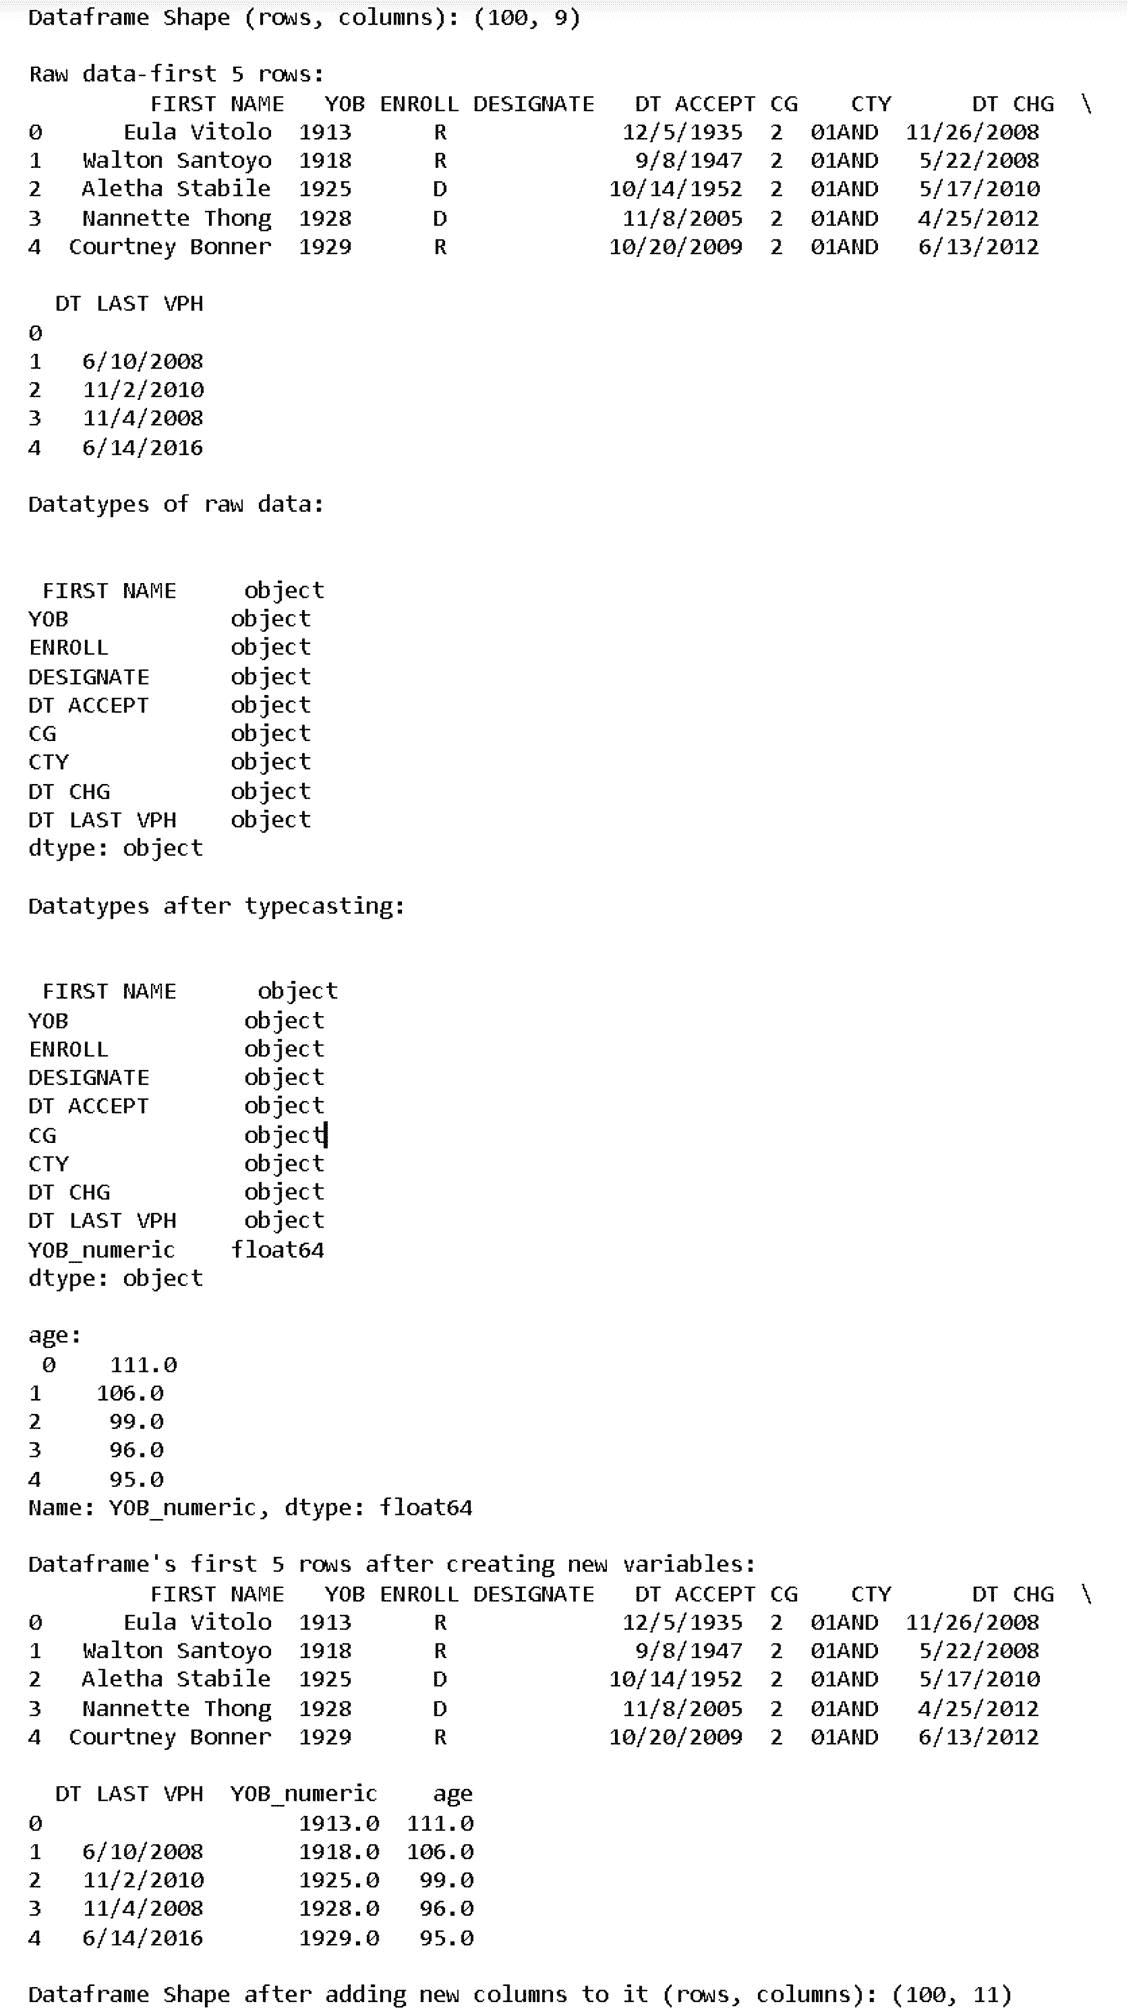 Dataframe Shape (rows, columns): (100, 9)
Raw data-first 5 rows:
FIRST NAME YOB ENROLL DESIGNATE DT ACCEPT CG CTY DT CHG \
0 Eula Vitolo 1913 R 12/5/1935 2 01AND 11/26/2008
1 Walton Santoyo 1918 R 9/8/1947 2 01AND 5/22/2008
2 Aletha Stabile 1925 D 10/14/1952 2 01AND 5/17/2010
3 Nannette Thong 1928 D 11/8/2005 2 01AND 4/25/2012
4 Courtney Bonner 1929 R 10/20/2009 2 01AND 6/13/2012
DT LAST VPH
0
1 6/10/2008
2 11/2/2010
3 11/4/2008
4 6/14/2016
Datatypes of raw data:
FIRST NAME object
YOB object
ENROLL object
DESIGNATE object
DT ACCEPT object
CG object
CTY object
DT CHG object
DT LAST VPH object
dtype: object
Datatypes after typecasting:
FIRST NAME object
YOB object
ENROLL object
DESIGNATE object
DT ACCEPT object
CG object
CTY object
DT CHG object
DT LAST VPH object
YOB_numeric float64
dtype: object
age:
0 111.0
1 106.0
2 99.0
3 96.0
4 95.0
Name: YOB_numeric, dtype: float64
Dataframe's first 5 rows after creating new variables:
FIRST NAME YOB ENROLL DESIGNATE DT ACCEPT CG CTY DT CHG \
0 Eula Vitolo 1913 R 12/5/1935 2 01AND 11/26/2008
1 Walton Santoyo 1918 R 9/8/1947 2 01AND 5/22/2008
2 Aletha Stabile 1925 D 10/14/1952 2 01AND 5/17/2010
3 Nannette Thong 1928 D 11/8/2005 2 01AND 4/25/2012
4 Courtney Bonner 1929 R 10/20/2009 2 01AND 6/13/2012
DT LAST VPH YOB_numeric age
0 1913.0 111.0
1 6/10/2008 1918.0 106.0
2 11/2/2010 1925.0 99.0
3 11/4/2008 1928.0 96.0
4 6/14/2016 1929.0 95.0
Dataframe Shape after adding new columns to it (rows, columns): (100, 11)